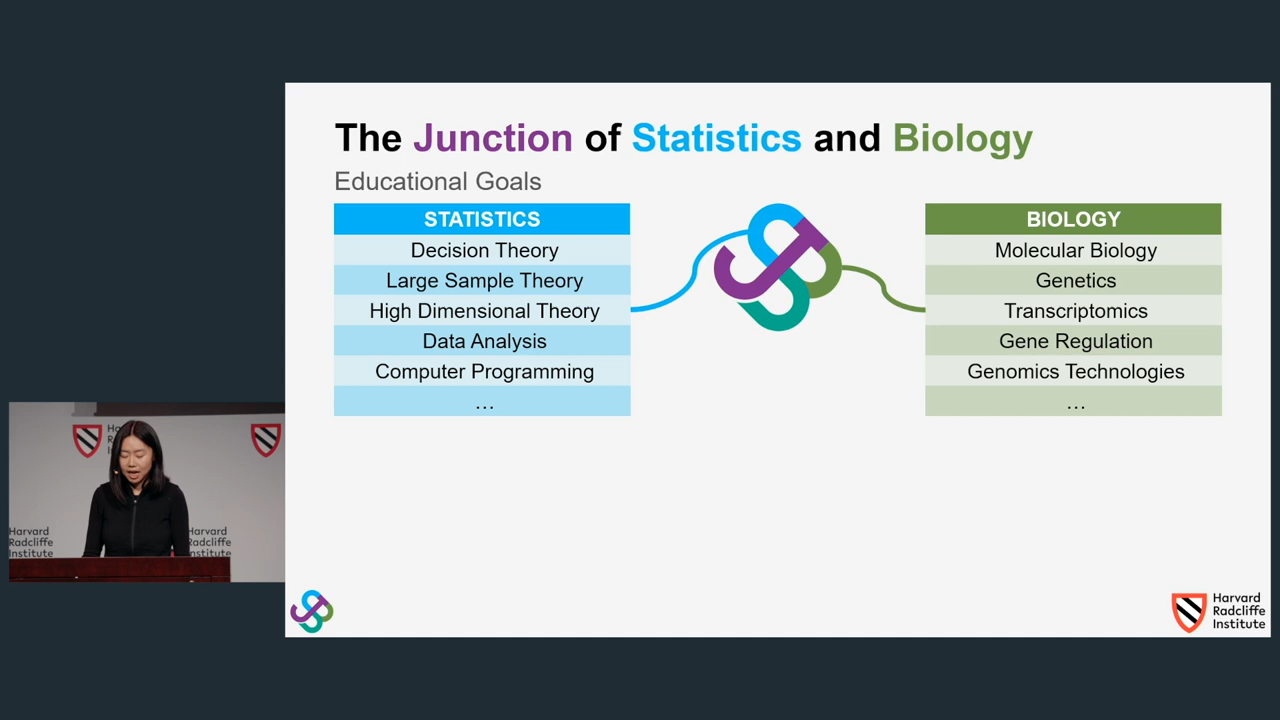 The Junction of Statistics and Biology
Educational Goals
STATISTICS
Decision Theory
Large Sample Theory
High Dimensional Theory
Data Analysis
Computer Programming
…
BIOLOGY
Molecular Biology
Genetics
Transcriptomics
Gene Regulation
Genomics Technologies
…
Harvard
Radcliffe
Institute
Harvard
Radcliffe
Institute
Harvard
Radcliffe
Institute